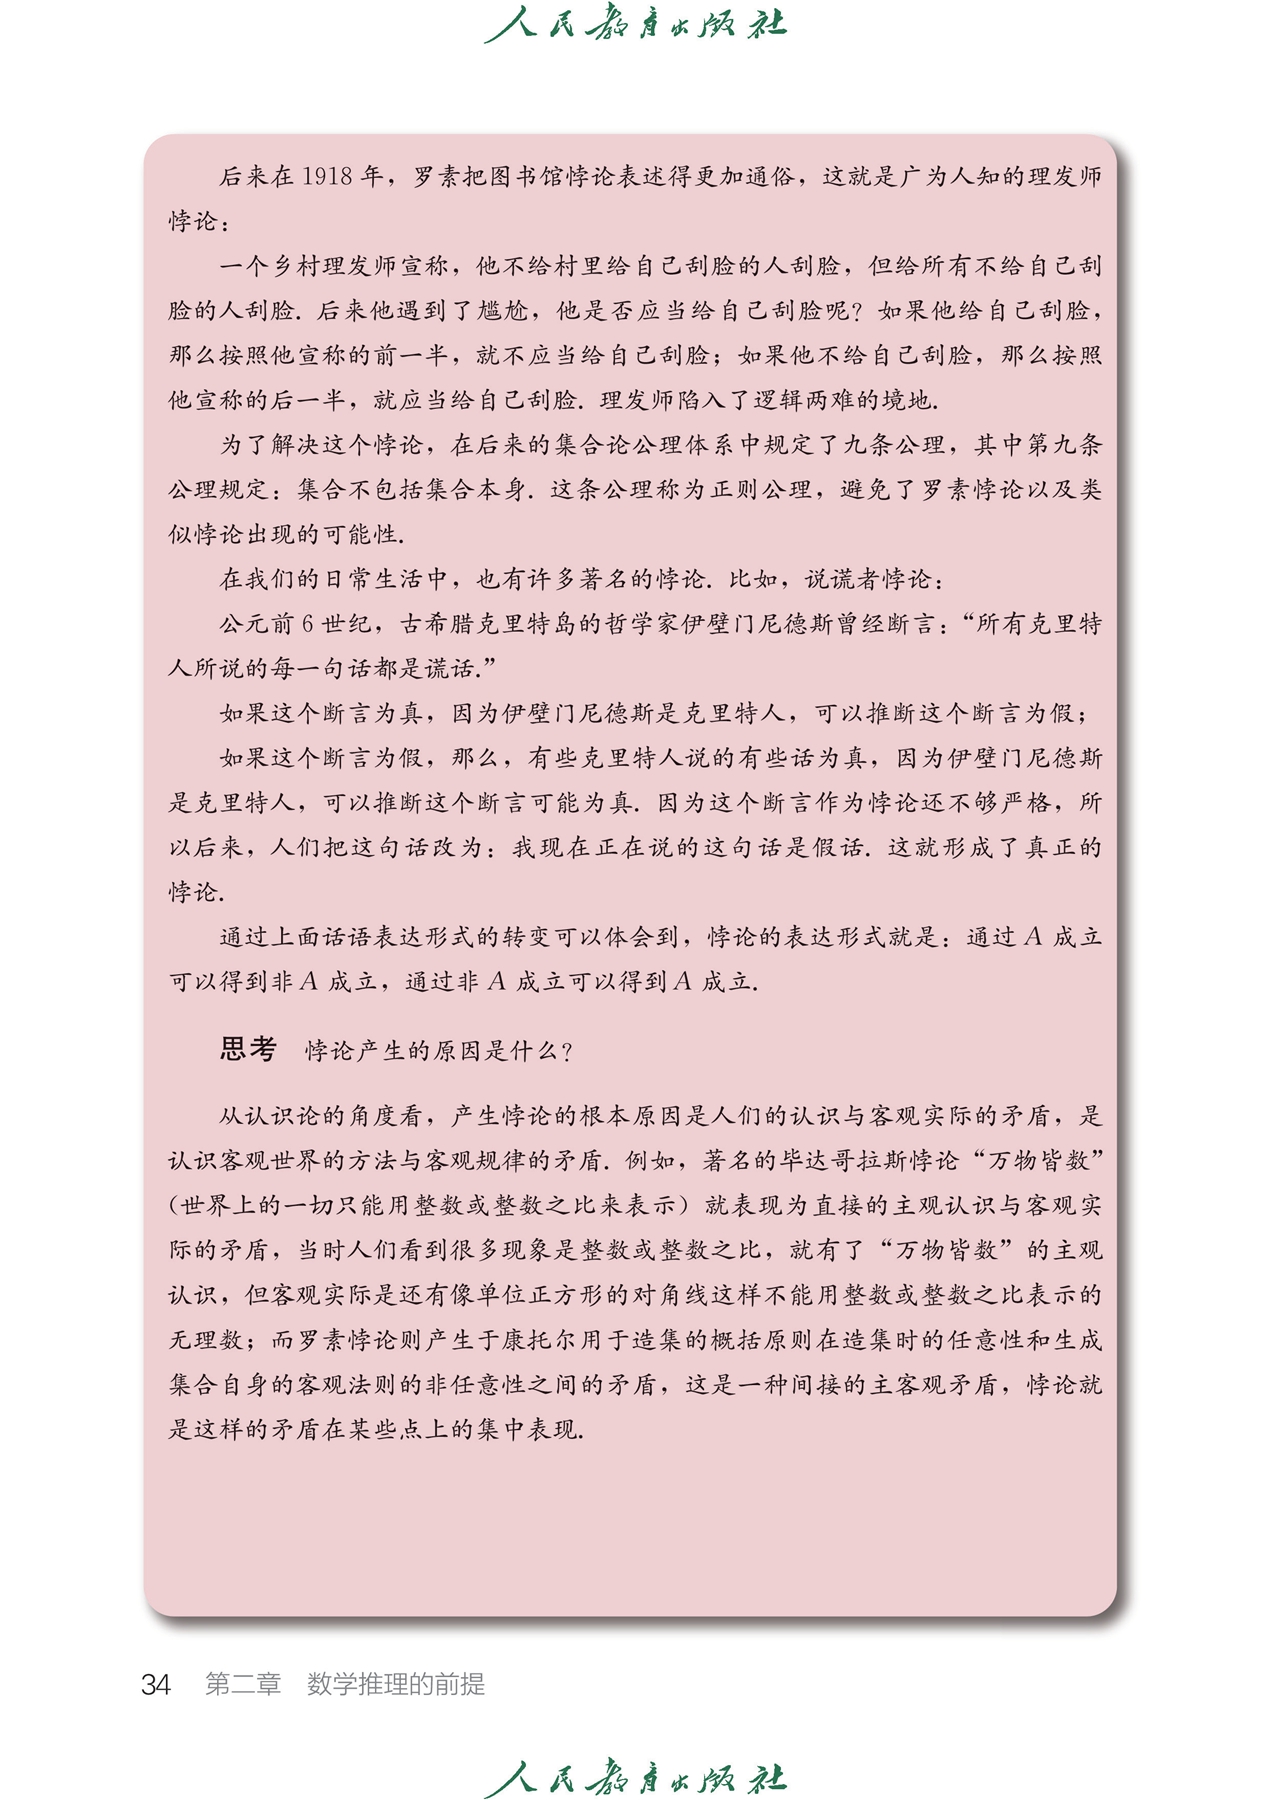 人民教育出版社
后来在1918年，罗素把图书馆悖论表述得更加通俗，这就是广为人知的理发师
悖论：
一个乡村理发师宣称，他不给村里给自己刮脸的人刮脸，但给所有不给自己刮
脸的人刮脸．后来他遇到了尴尬，他是否应当给自己刮脸呢？如果他给自己刮脸，
那么按照他宣称的前一半，就不应当给自己刮脸；如果他不给自己刮脸，那么按照
他宣称的后一半，就应当给自己刮脸．理发师陷入了逻辑两难的境地．
为了解决这个悖论，在后来的集合论公理体系中规定了九条公理，其中第九条
公理规定：集合不包括集合本身．这条公理称为正则公理，避免了罗素悖论以及类
似悖论出现的可能性．
在我们的日常生活中，也有许多著名的悖论．比如，说谎者悖论：
公元前6世纪，古希腊克里特岛的哲学家伊壁门尼德斯曾经断言：“所有克里特
人所说的每一句话都是谎话.”
如果这个断言为真，因为伊壁门尼德斯是克里特人，可以推断这个断言为假；
如果这个断言为假，那么，有些克里特人说的有些话为真，因为伊壁门尼德斯
是克里特人，可以推断这个断言可能为真．因为这个断言作为悖论还不够严格，所
以后来，人们把这句话改为：我现在正在说的这句话是假话．这就形成了真正的
悖论．
通过上面话语表达形式的转变可以体会到，悖论的表达形式就是：通过A成立
可以得到非A成立，通过非A成立可以得到A成立．
思考 悖论产生的原因是什么？
从认识论的角度看，产生悖论的根本原因是人们的认识与客观实际的矛盾，是
认识客观世界的方法与客观规律的矛盾．例如，著名的毕达哥拉斯悖论“万物皆数”
（世界上的一切只能用整数或整数之比来表示）就表现为直接的主观认识与客观实
际的矛盾，当时人们看到很多现象是整数或整数之比，就有了“万物皆数”的主观
认识，但客观实际是还有像单位正方形的对角线这样不能用整数或整数之比表示的
无理数；而罗素悖论则产生于康托尔用于造集的概括原则在造集时的任意性和生成
集合自身的客观法则的非任意性之间的矛盾，这是一种间接的主客观矛盾，悖论就
是这样的矛盾在某些点上的集中表现．
34 第二章 数学推理的前提
人民教育出版社